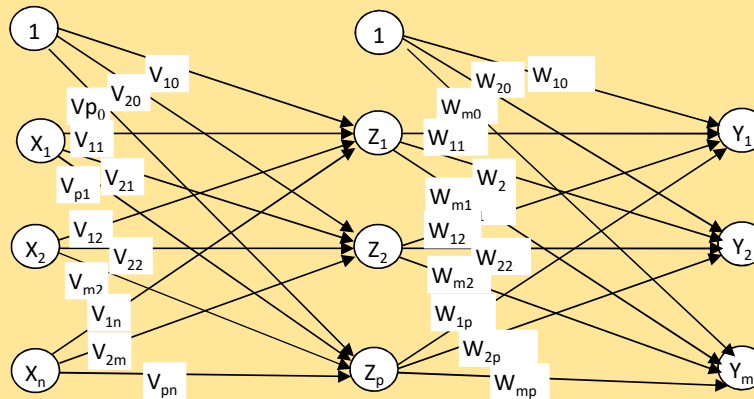 1
1
V₁₀
W₂₀
W₁₀
V₂₀
Vp₀
Wₘ₀
X₁
V₁₁
Z₁
W₁₁
Y₁
Vₚ₁
V₂₁
Wₘ₁
W₂
1
V₁₂
W₁₂
X₂
V₂₂
Z₂
W₂₂
Y₂
Vₘ₂
Wₘ₂
V₁ₙ
W₁ₚ
V₂ₘ
W₂ₚ
Xₙ
Vₚₙ
Zₚ
Wₘₚ
Yₘ